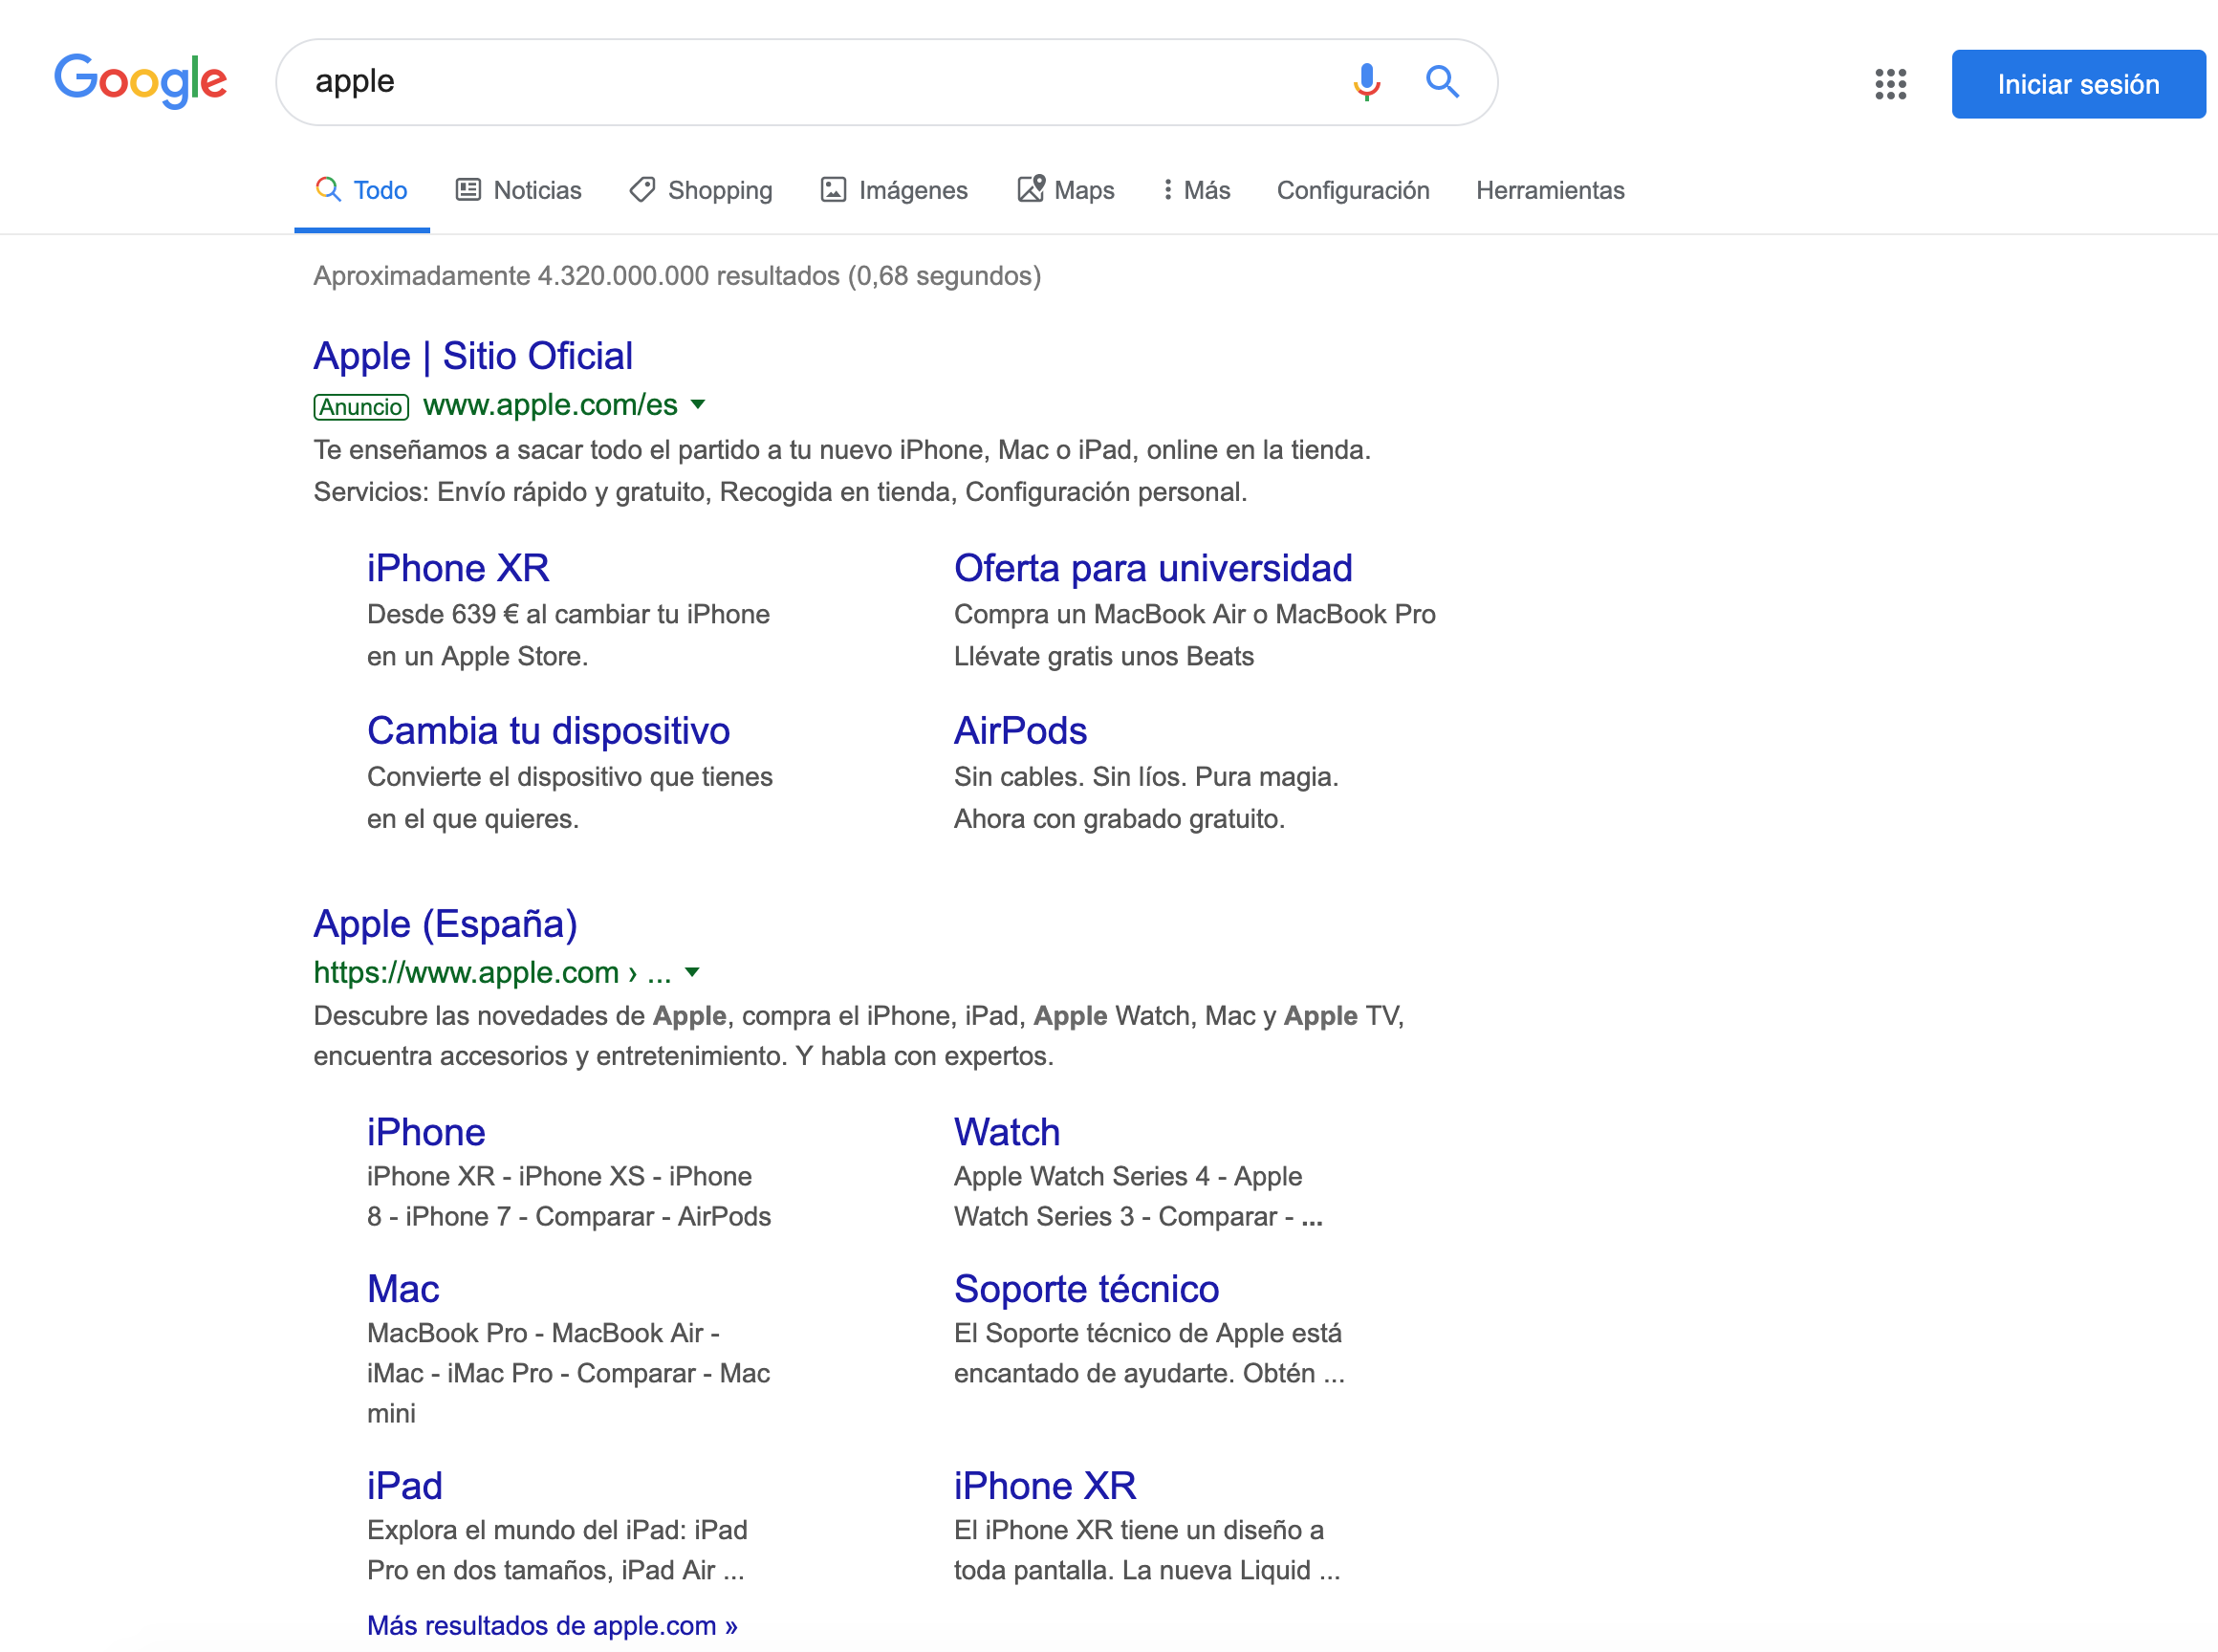 Google
apple
Iniciar sesión
Todo Noticias Shopping Imágenes Maps Más Configuración Herramientas
Aproximadamente 4.320.000.000 resultados (0,68 segundos)
Apple | Sitio Oficial
Anuncio www.apple.com/es
Te enseñamos a sacar todo el partido a tu nuevo iPhone, Mac o iPad, online en la tienda.
Servicios: Envío rápido y gratuito, Recogida en tienda, Configuración personal.
iPhone XR
Desde 639 € al cambiar tu iPhone
en un Apple Store.
Oferta para universidad
Compra un MacBook Air o MacBook Pro
Llévate gratis unos Beats
Cambia tu dispositivo
Convierte el dispositivo que tienes
en el que quieres.
AirPods
Sin cables. Sin líos. Pura magia.
Ahora con grabado gratuito.
Apple (España)
https://www.apple.com › ...
Descubre las novedades de Apple, compra el iPhone, iPad, Apple Watch, Mac y Apple TV,
encuentra accesorios y entretenimiento. Y habla con expertos.
iPhone
iPhone XR - iPhone XS - iPhone
8 - iPhone 7 - Comparar - AirPods
Watch
Apple Watch Series 4 - Apple
Watch Series 3 - Comparar - ...
Mac
MacBook Pro - MacBook Air -
iMac - iMac Pro - Comparar - Mac
mini
Soporte técnico
El Soporte técnico de Apple está
encantado de ayudarte. Obtén ...
iPad
Explora el mundo del iPad: iPad
Pro en dos tamaños, iPad Air ...
iPhone XR
El iPhone XR tiene un diseño a
toda pantalla. La nueva Liquid ...
Más resultados de apple.com »